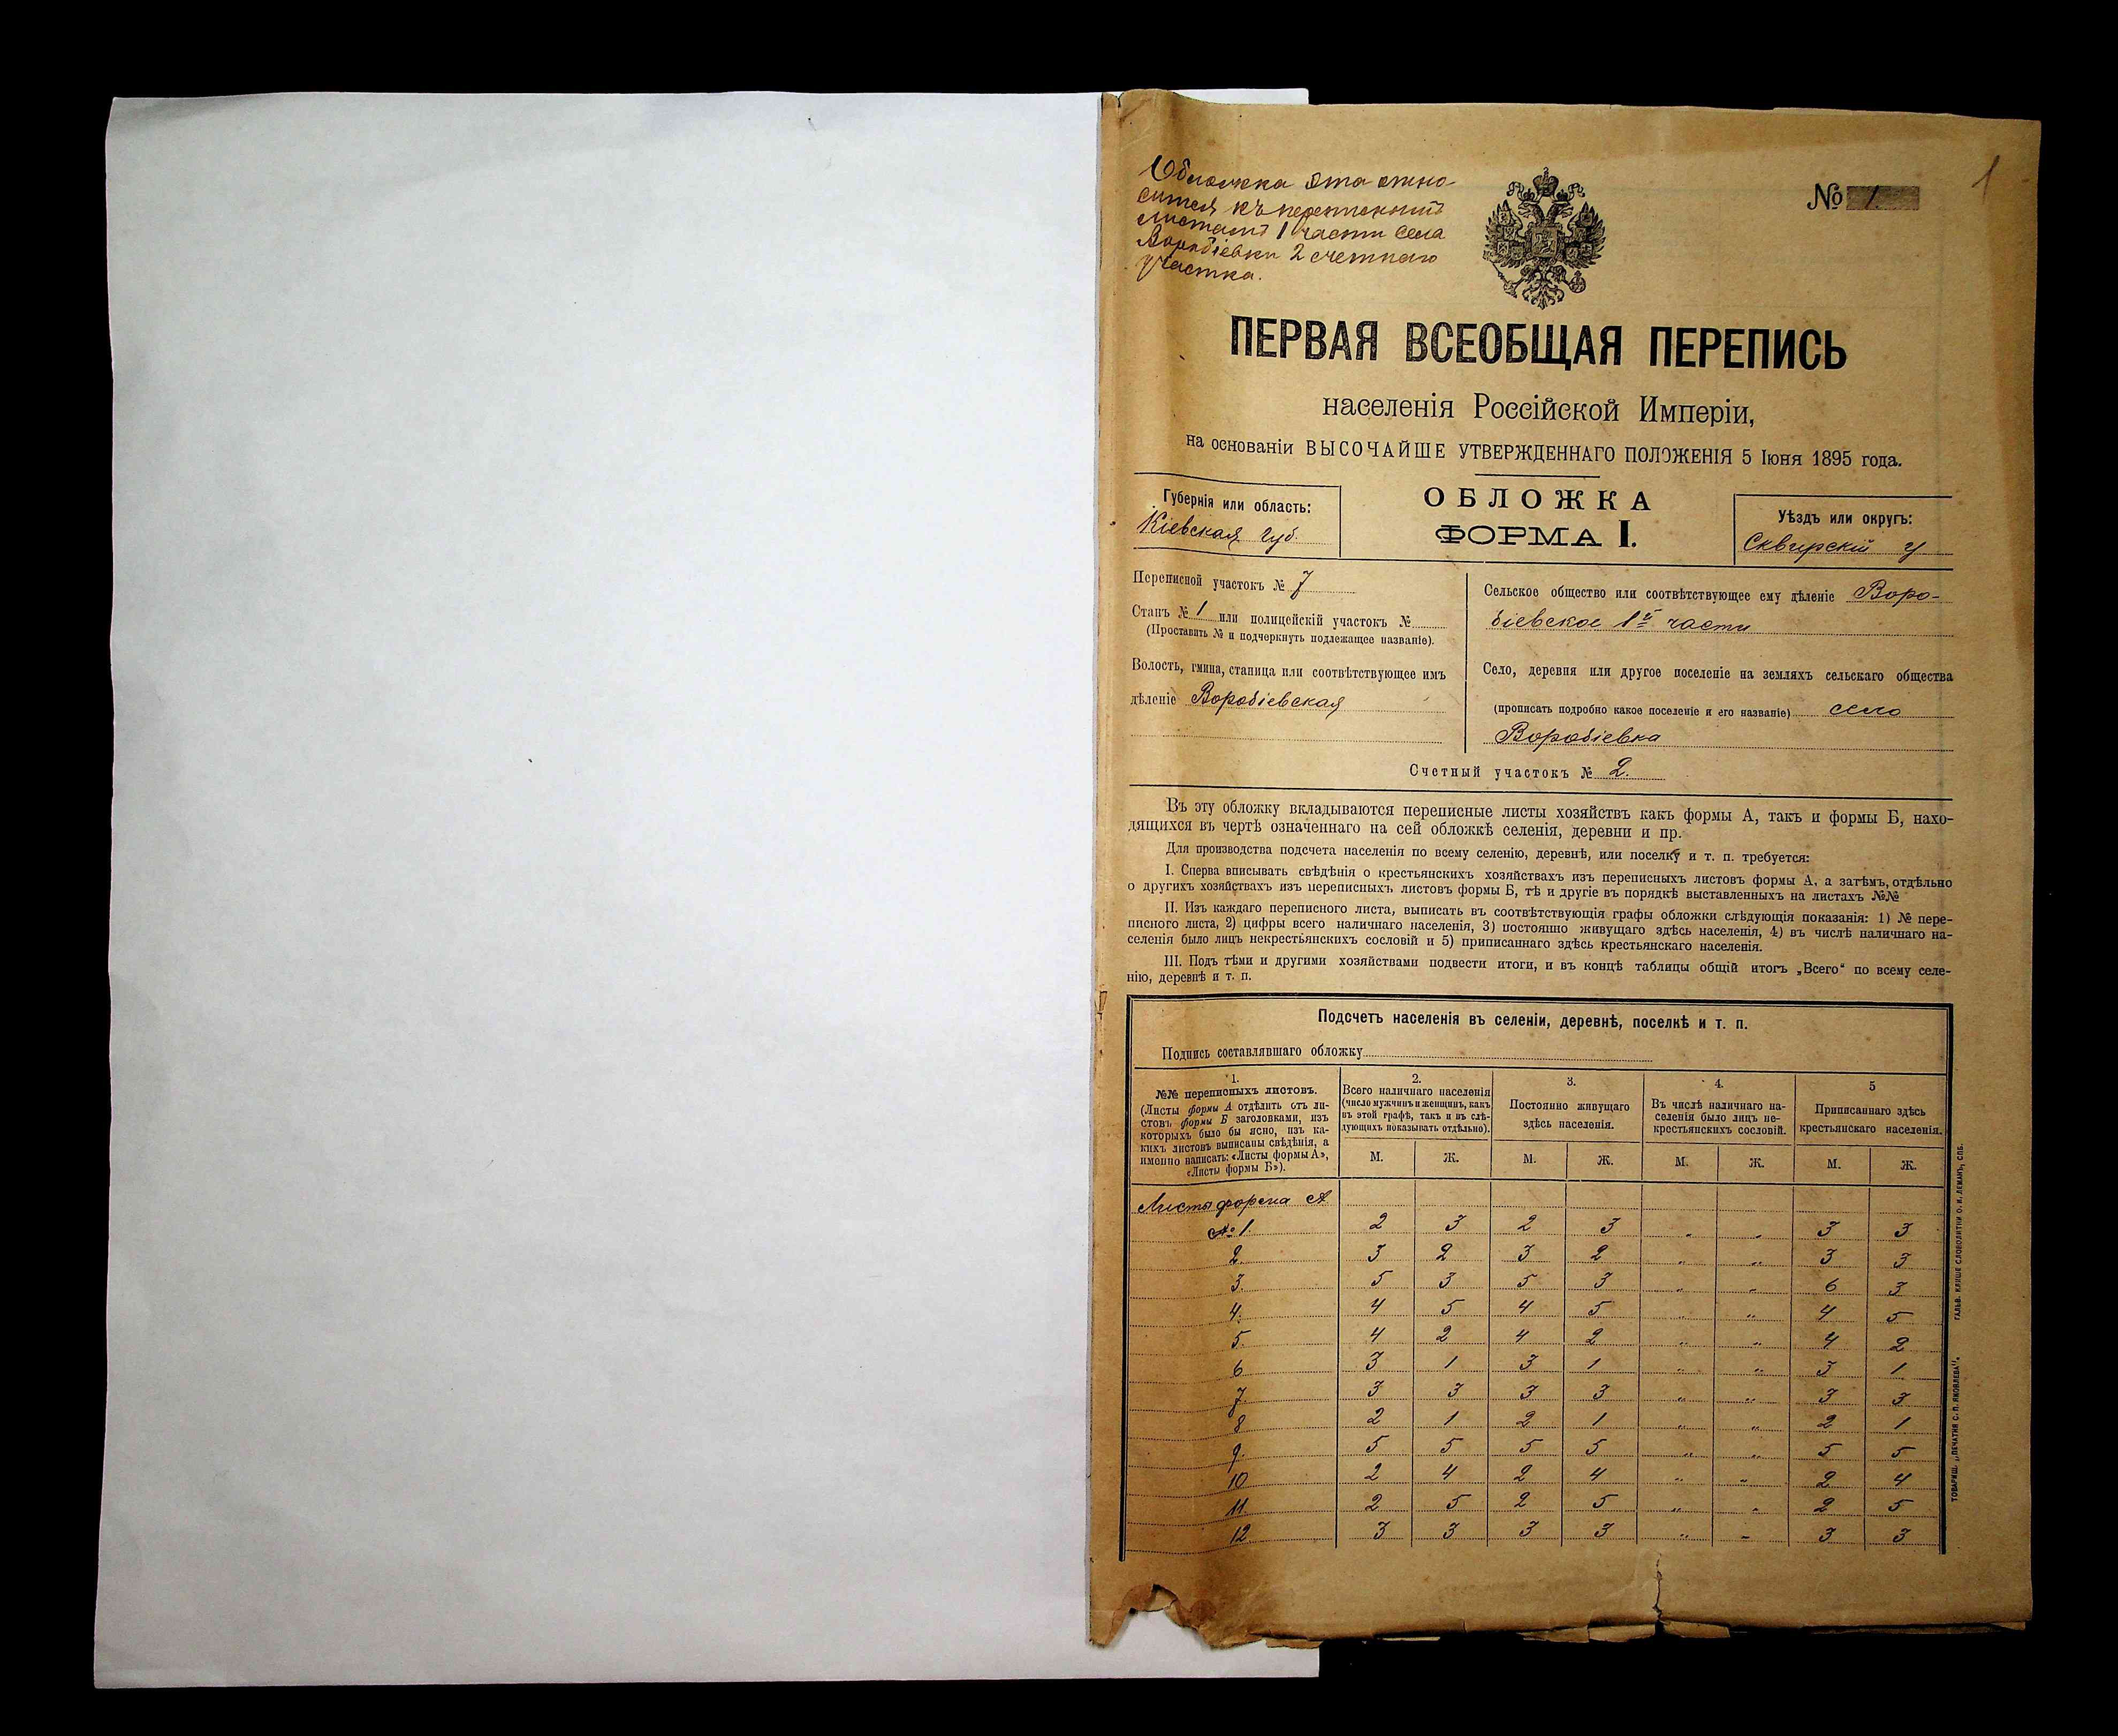 1
№ 1.
Обложка эта отно-
сится къ переписнымъ
листамъ 1 части села
Воробіевки 2 счетнаго
участка.
ПЕРВАЯ ВСЕОБЩАЯ ПЕРЕПИСЬ
населенія Россійской Имперіи,
на основаніи ВЫСОЧАЙШЕ УТВЕРЖДЕННАГО ПОЛОЖЕНІЯ 5 Іюня 1895 года.
Губернія или область:
Кіевская губ.
ОБЛОЖКА
ФОРМА I.
Уѣздъ или округъ:
Сквирскій у
Переписной участокъ № 7
Станъ № 1 или полицейскій участокъ №
(Проставить № и подчеркнуть подлежащее названіе).
Волость, гмина, станица или соотвѣтствующее имъ
дѣленіе Воробіевская
Сельское общество или соотвѣтствующее ему дѣленіе Воро-
біевское 1й части
Село, деревня или другое поселеніе на земляхъ сельскаго общества
(прописать подробно какое поселеніе и его названіе) село
Воробіевка
Счетный участокъ № 2.
Въ эту обложку вкладываются переписные листы хозяйствъ какъ формы А, такъ и формы Б, нахо-
дящихся въ чертѣ означеннаго на сей обложкѣ селенія, деревни и пр.
Для производства подсчета населенія по всему селенію, деревнѣ, или поселку и т. п. требуется:
I. Сперва вписывать свѣдѣнія о крестьянскихъ хозяйствахъ изъ переписныхъ листовъ формы А, а затѣмъ, отдѣльно
о другихъ хозяйствахъ изъ переписныхъ листовъ формы Б, тѣ и другіе въ порядкѣ выставленныхъ на листахъ №№
II. Изъ каждаго переписного листа, выписать въ соотвѣтствующія графы обложки слѣдующія показанія: 1) № пере-
писного листа, 2) цифры всего наличнаго населенія, 3) постоянно живущаго здѣсь населенія, 4) въ числѣ наличнаго на-
селенія было лицъ некрестьянскихъ сословій и 5) приписаннаго здѣсь крестьянскаго населенія.
III. Подъ тѣми и другими хозяйствами подвести итоги, и въ концѣ таблицы общій итогъ „Всего“ по всему селе-
нію, деревнѣ и т. п.
Подсчетъ населенія въ селеніи, деревнѣ, поселкѣ и т. п.
Подпись составлявшаго обложку
1.
№№ переписныхъ листовъ.
(Листы формы А отдѣлить отъ ли-
стовъ формы Б заголовками, изъ
которыхъ было бы ясно, изъ ка-
кихъ листовъ выписаны свѣдѣнія, а
именно написать: «Листы формы А»,
«Листы формы Б»).
2.
Всего наличнаго населенія
(число мужчинъ и женщинъ, какъ
въ этой графѣ, такъ и въ слѣ-
дующихъ показывать отдѣльно).
3.
Постоянно живущаго
здѣсь населенія.
4.
Въ числѣ наличнаго на-
селенія было лицъ не-
крестьянскихъ сословій.
5
Приписаннаго здѣсь
крестьянскаго населенія.
М. Ж. М. Ж. М. Ж. М. Ж.
Листы форма А
№ 1 2 3 2 3 „ „ 3 3
2. 3 2 3 2 „ „ 3 3
3. 5 3 5 3 „ „ 6 3
4. 4 5 4 5 „ „ 4 5
5. 4 2 4 2 „ „ 4 2
6 3 1 3 1 „ „ 3 1
7. 3 3 3 3 „ „ 3 3
8 2 1 2 1 „ „ 2 1
9. 5 5 5 5 „ „ 5 5
10 2 4 2 4 „ „ 2 4
11. 2 5 2 5 „ „ 2 5
12. 3 3 3 3 „ „ 3 3
ТОВАРИЩ. „ПЕЧАТНЯ С. П. ЯКОВЛЕВА“. ГАЛЬВ. КЛИШЕ СЛОВОЛИТНИ О. И. ЛЕМАНЪ, СПБ.